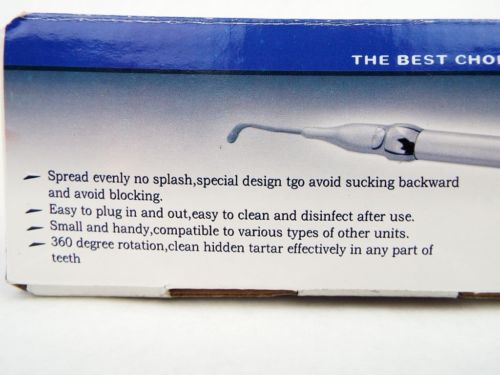 THE BEST CHOI
Spread evenly no splash,special design tgo avoid sucking backward
and avoid blocking.
Easy to plug in and out,easy to clean and disinfect after use.
Small and handy,compatible to various types of other units.
360 degree rotation,clean hidden tartar effectively in any part of
teeth